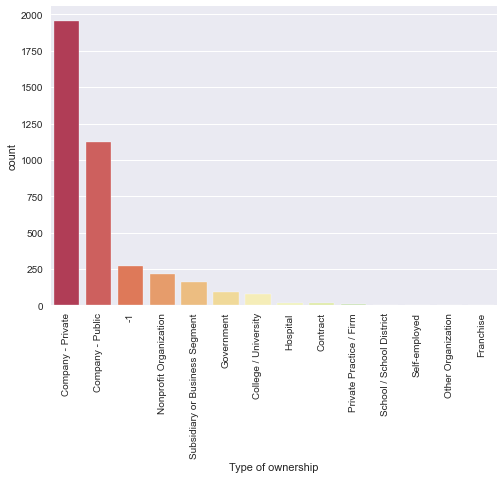 2000
1750
1500
1250
1000
750
500
250
0
count
Company - Private
Company - Public
-1
Nonprofit Organization
Subsidiary or Business Segment
Government
College / University
Hospital
Contract
Private Practice / Firm
School / School District
Self-employed
Other Organization
Franchise
Type of ownership